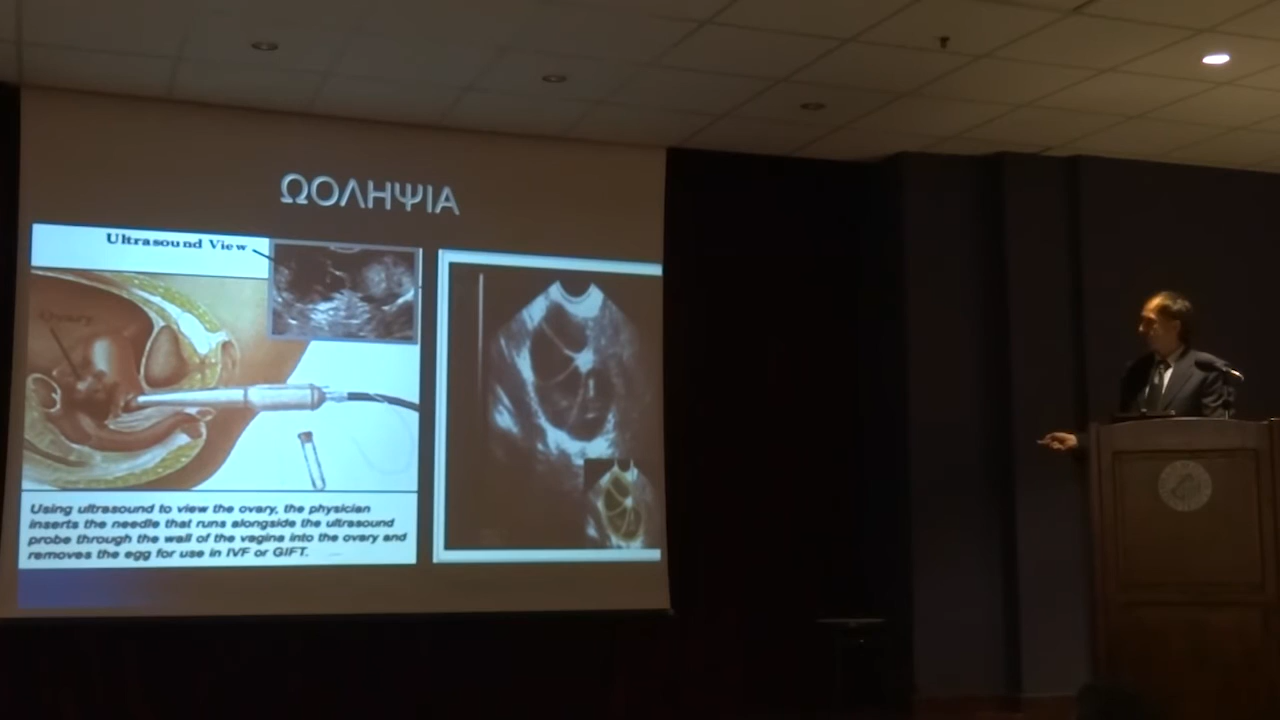 ΩΟΛΗΨΙΑ
Ultrasound View
Ovary
Using ultrasound to view the ovary, the physician
inserts the needle that runs alongside the ultrasound
probe through the wall of the vagina into the ovary and
removes the egg for use in IVF or GIFT.